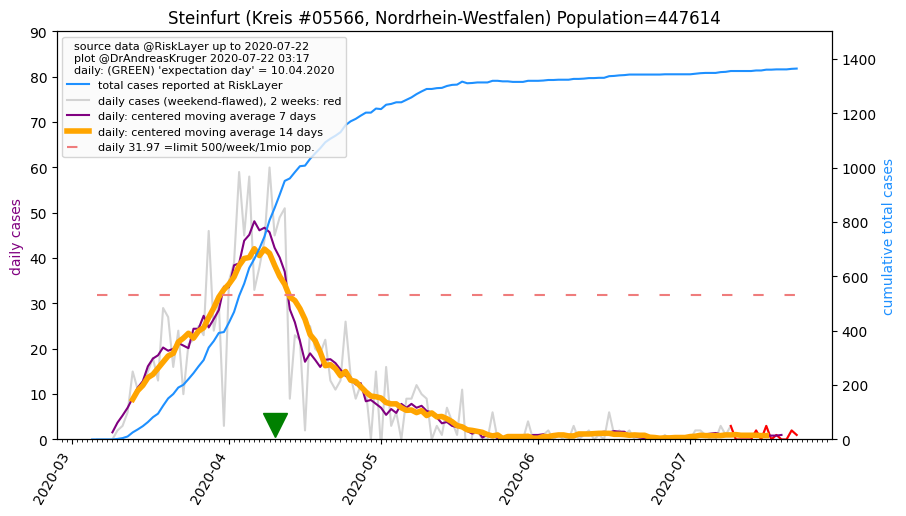 Steinfurt (Kreis #05566, Nordrhein-Westfalen) Population=447614
source data @RiskLayer up to 2020-07-22
plot @DrAndreasKruger 2020-07-22 03:17
daily: (GREEN) 'expectation day' = 10.04.2020
total cases reported at RiskLayer
daily cases (weekend-flawed), 2 weeks: red
daily: centered moving average 7 days
daily: centered moving average 14 days
daily 31.97 =limit 500/week/1mio pop.
daily cases
90
80
70
60
50
40
30
20
10
0
cumulative total cases
1400
1200
1000
800
600
400
200
0
2020-03
2020-04
2020-05
2020-06
2020-07